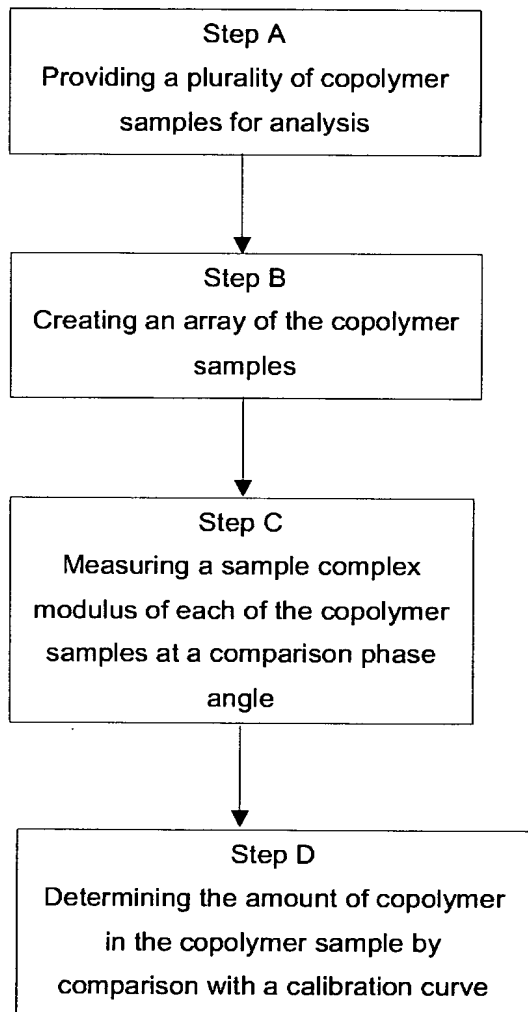 Step A
Providing a plurality of copolymer
samples for analysis
Step B
Creating an array of the copolymer
samples
Step C
Measuring a sample complex
modulus of each of the copolymer
samples at a comparison phase
angle
Step D
Determining the amount of copolymer
in the copolymer sample by
comparison with a calibration curve